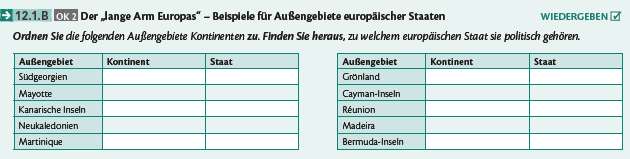 12.1.B OK 2 Der „lange Arm Europas“ – Beispiele für Außengebiete europäischer Staaten WIEDERGEBEN
Ordnen Sie die folgenden Außengebiete Kontinenten zu. Finden Sie heraus, zu welchem europäischen Staat sie politisch gehören.
Außengebiet Kontinent Staat
Südgeorgien
Mayotte
Kanarische Inseln
Neukaledonien
Martinique
Außengebiet Kontinent Staat
Grönland
Cayman-Inseln
Réunion
Madeira
Bermuda-Inseln